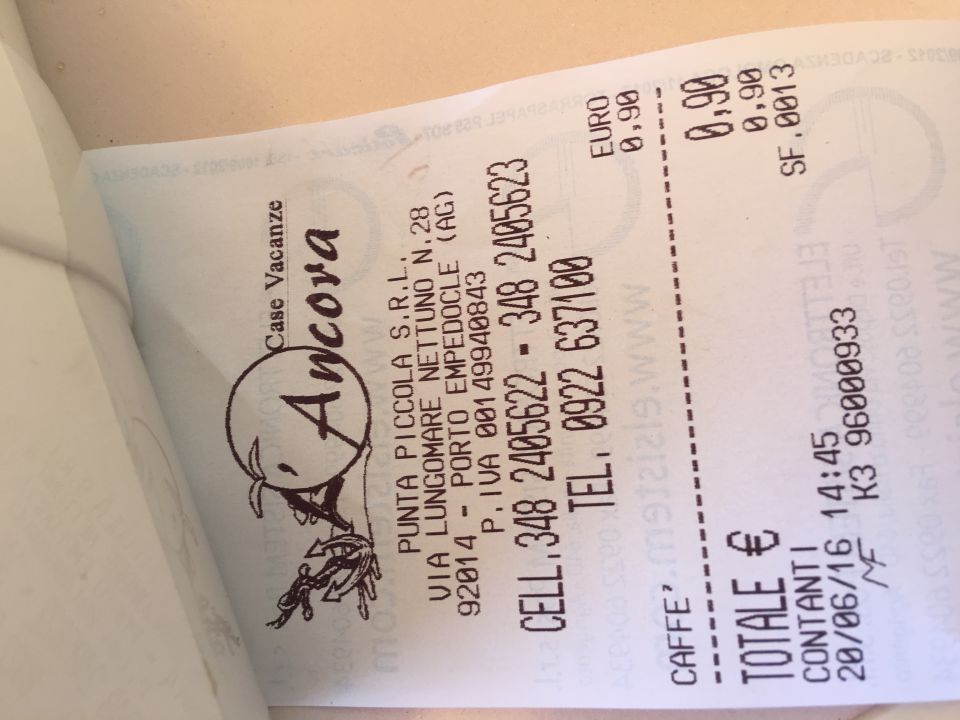 Case Vacanze
A' Ancora
PUNTA PICCOLA S.R.L.
VIA LUNGOMARE NETTUNO N.28
92014 - PORTO EMPEDOCLE (AG)
P.IVA 00149940843
CELL.348 2405622 - 348 2405623
TEL. 0922 637100
EURO
CAFFE' 0,90
TOTALE € 0,90
CONTANTI 0,90
20/06/16 14:45 SF.0013
MF K3 96000933